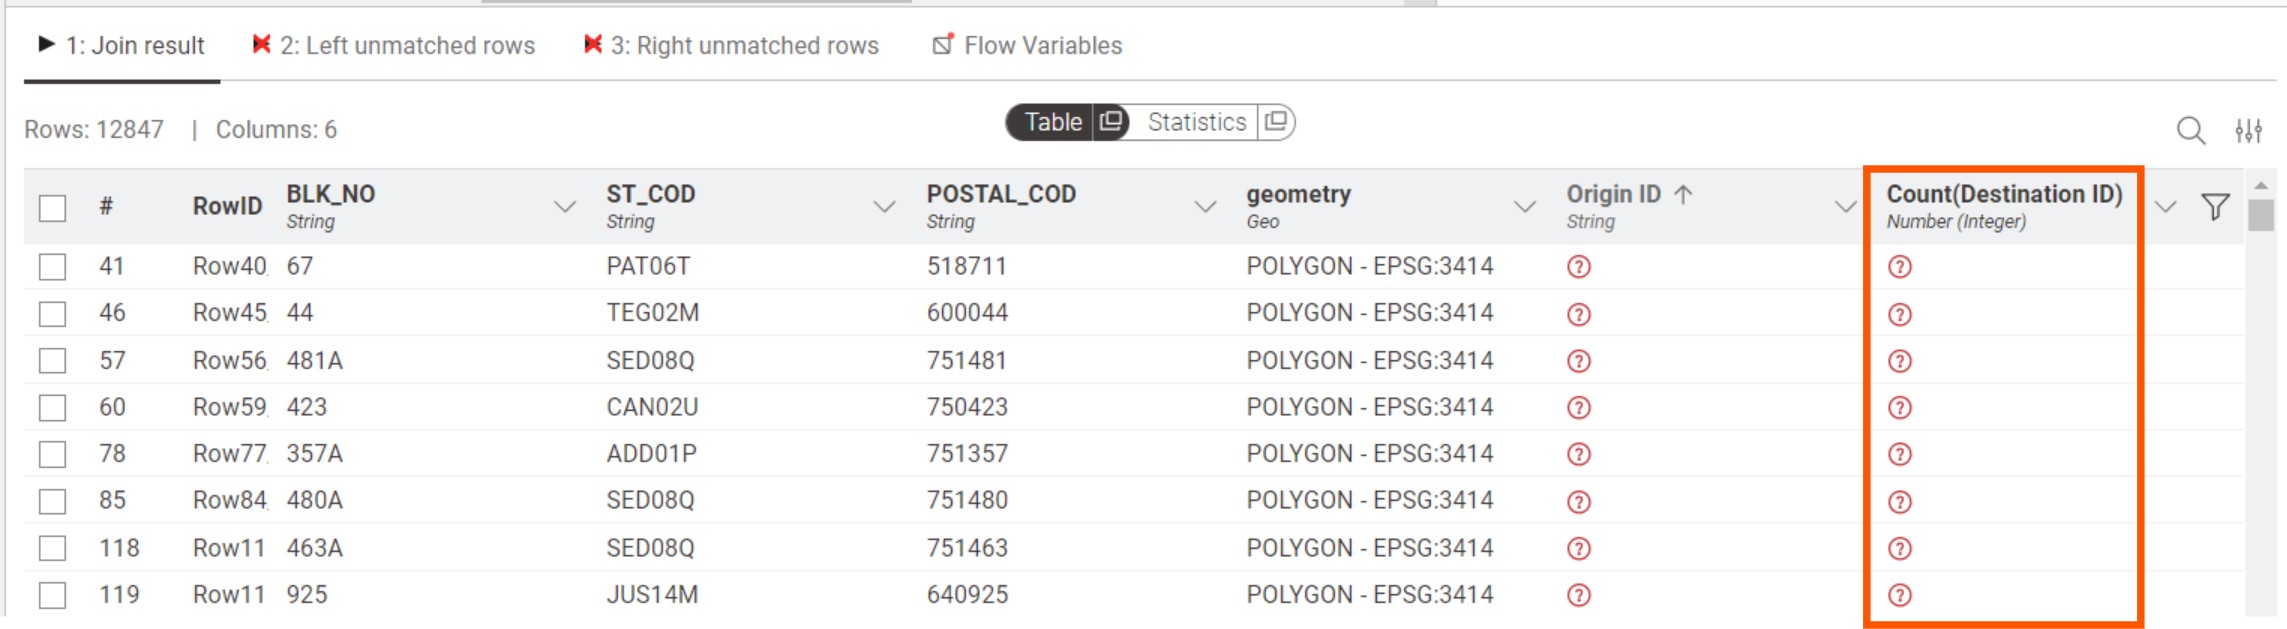 1: Join result 2: Left unmatched rows 3: Right unmatched rows Flow Variables
Rows: 12847 | Columns: 6 Table Statistics
# RowID BLK_NO ST_COD POSTAL_COD geometry Origin ID Count(Destination ID)
String String String Geo String Number (Integer)
41 Row40 67 PAT06T 518711 POLYGON - EPSG:3414 ?  ?
46 Row45 44 TEG02M 600044 POLYGON - EPSG:3414 ? ?
57 Row56 481A SED08Q 751481 POLYGON - EPSG:3414 ? ?
60 Row59 423 CAN02U 750423 POLYGON - EPSG:3414 ? ?
78 Row77 357A ADD01P 751357 POLYGON - EPSG:3414 ? ?
85 Row84 480A SED08Q 751480 POLYGON - EPSG:3414 ? ?
118 Row11 463A SED08Q 751463 POLYGON - EPSG:3414 ? ?
119 Row11 925 JUS14M 640925 POLYGON - EPSG:3414 ? ?